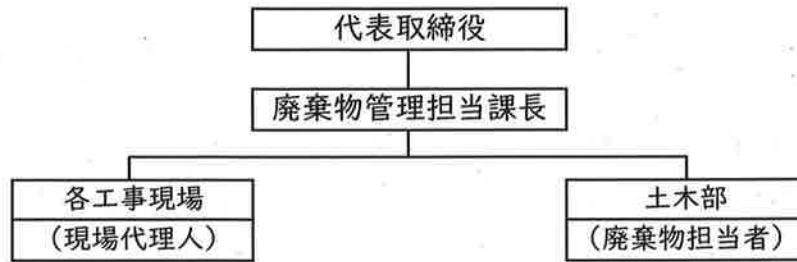 代表取締役
廃棄物管理担当課長
各工事現場
（現場代理人）
土木部
（廃棄物担当者）